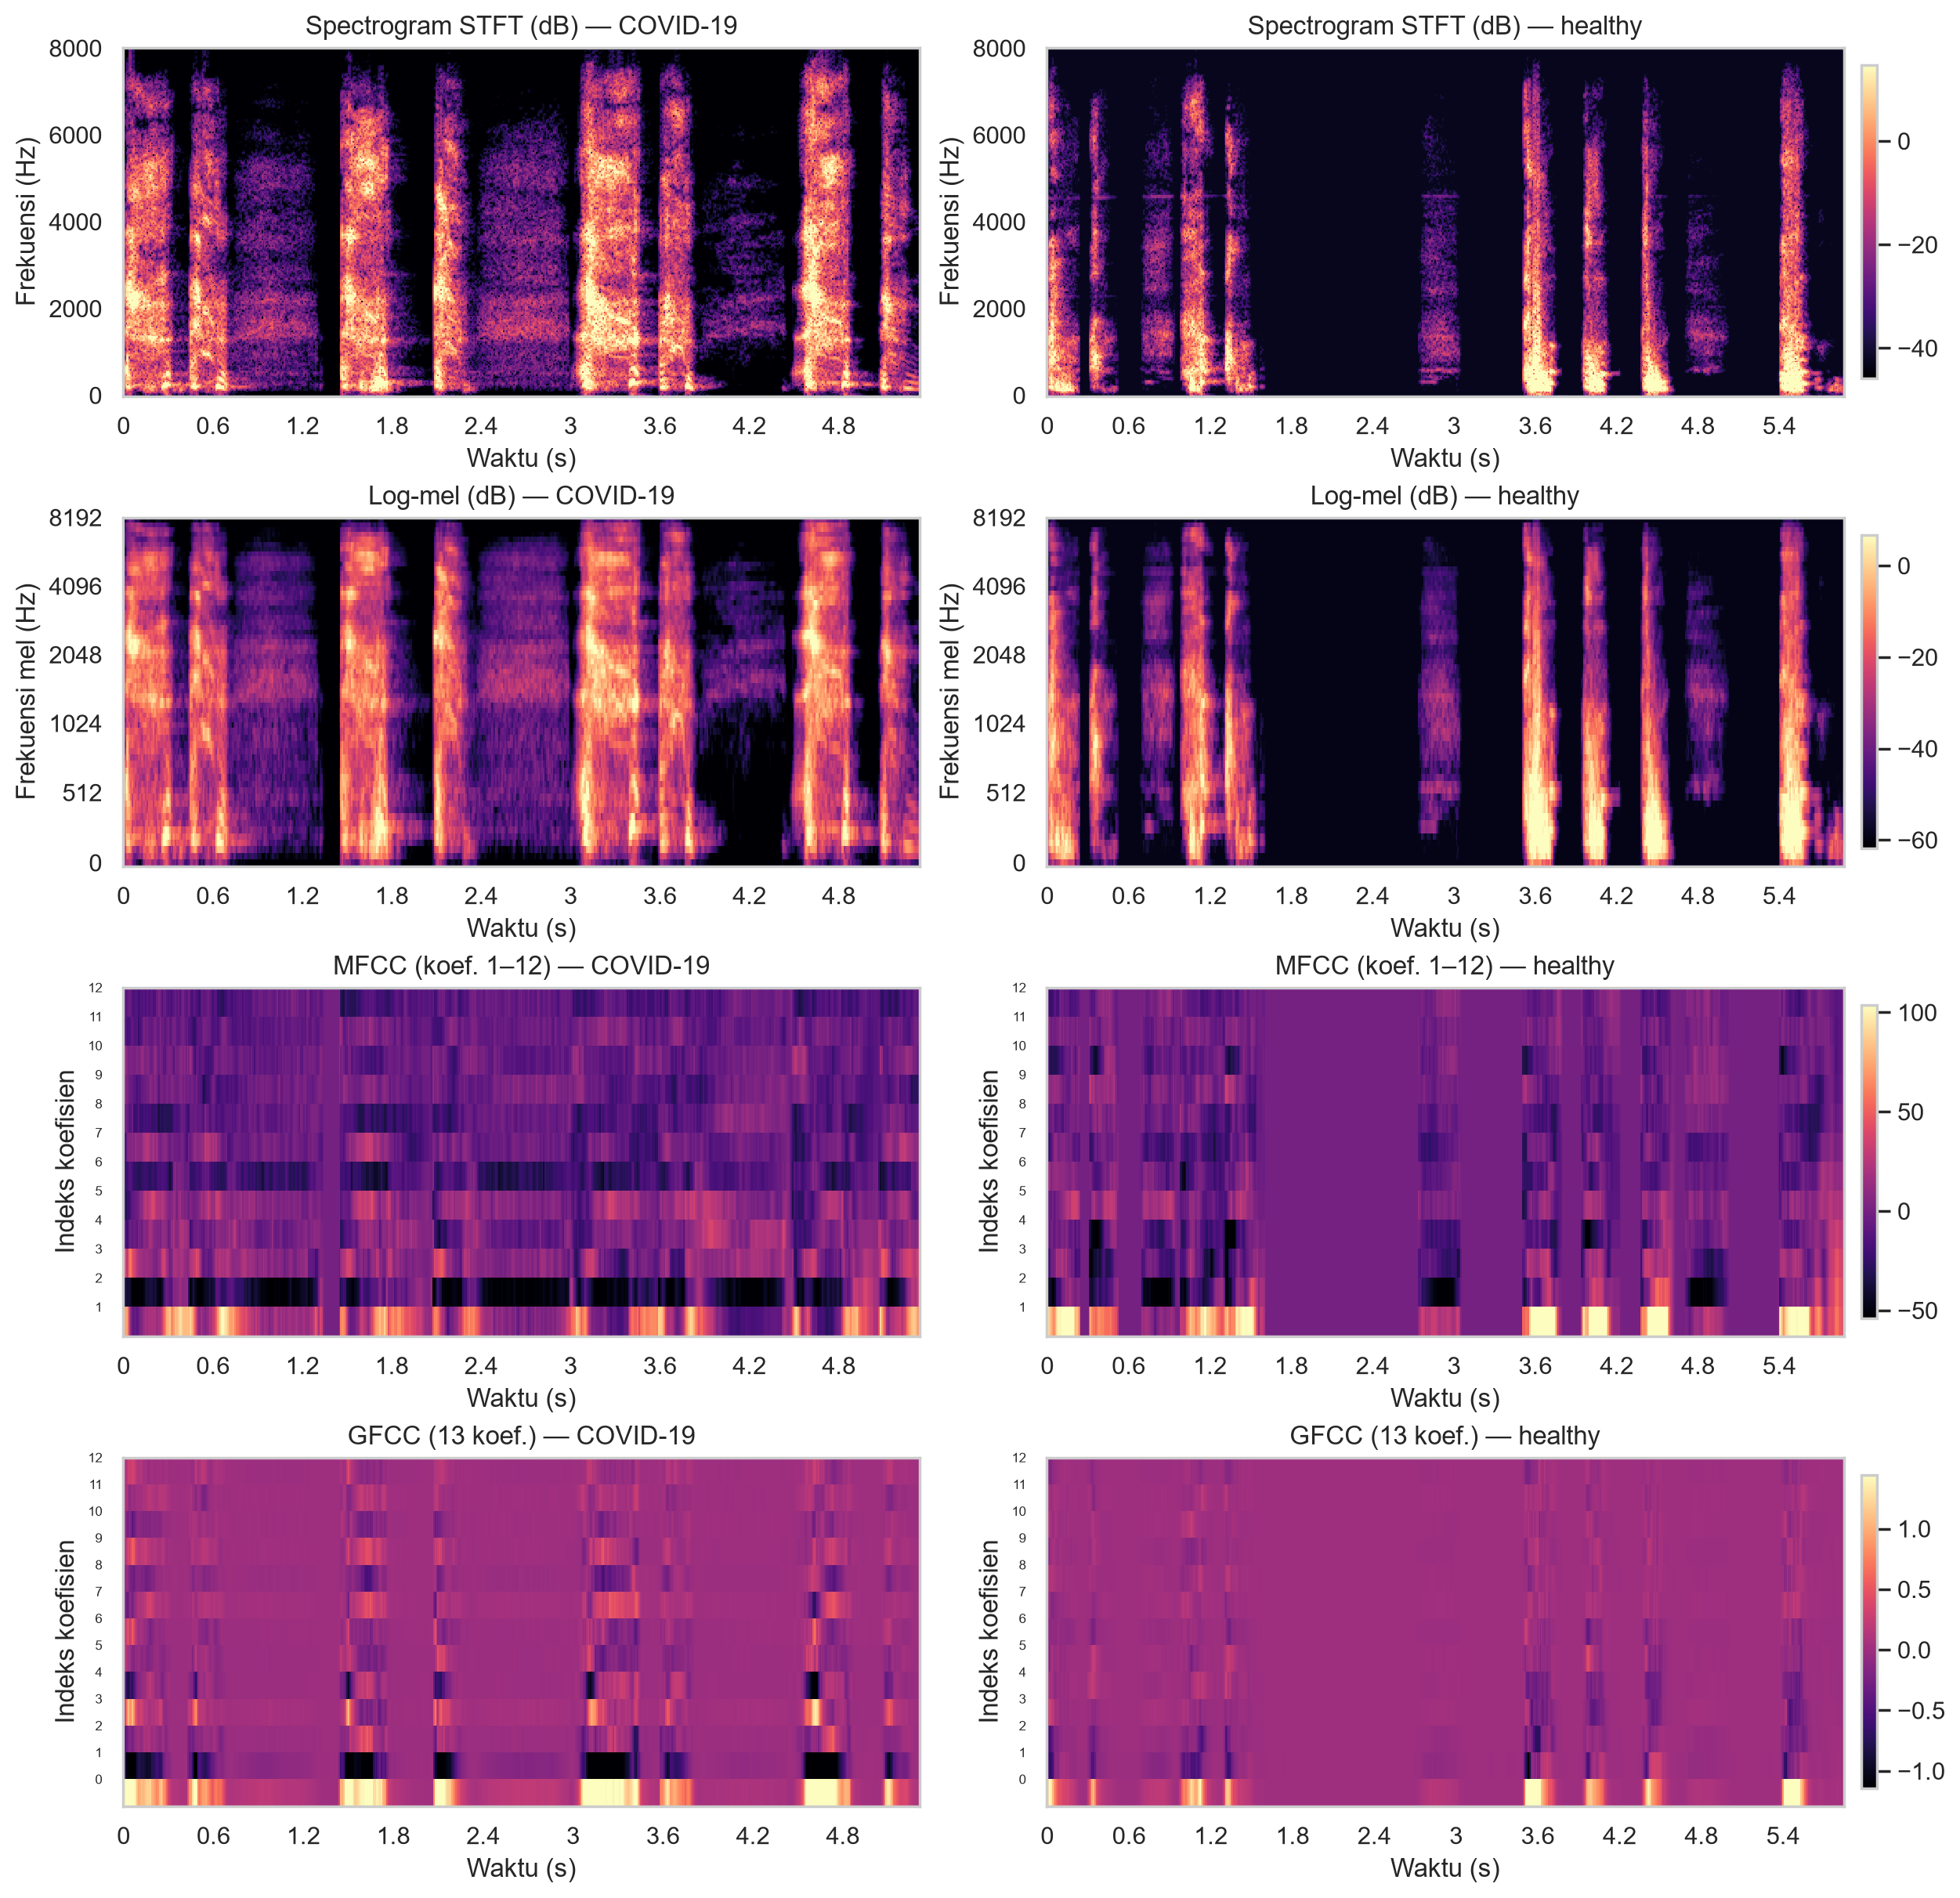 Spectrogram STFT (dB) — COVID-19
Spectrogram STFT (dB) — healthy
8000
6000
4000
2000
0
Frekuensi (Hz)
0 0.6 1.2 1.8 2.4 3 3.6 4.2 4.8
Waktu (s)
8000
6000
4000
2000
0
Frekuensi (Hz)
0 0.6 1.2 1.8 2.4 3 3.6 4.2 4.8 5.4
Waktu (s)
0
−20
−40
Log-mel (dB) — COVID-19
Log-mel (dB) — healthy
8192
4096
2048
1024
512
0
Frekuensi mel (Hz)
0 0.6 1.2 1.8 2.4 3 3.6 4.2 4.8
Waktu (s)
8192
4096
2048
1024
512
0
Frekuensi mel (Hz)
0 0.6 1.2 1.8 2.4 3 3.6 4.2 4.8 5.4
Waktu (s)
0
−20
−40
−60
MFCC (koef. 1–12) — COVID-19
MFCC (koef. 1–12) — healthy
12
11
10
9
8
7
6
5
4
3
2
1
Indeks koefisien
0 0.6 1.2 1.8 2.4 3 3.6 4.2 4.8
Waktu (s)
12
11
10
9
8
7
6
5
4
3
2
1
Indeks koefisien
0 0.6 1.2 1.8 2.4 3 3.6 4.2 4.8 5.4
Waktu (s)
100
50
0
−50
GFCC (13 koef.) — COVID-19
GFCC (13 koef.) — healthy
12
11
10
9
8
7
6
5
4
3
2
1
0
Indeks koefisien
0 0.6 1.2 1.8 2.4 3 3.6 4.2 4.8
Waktu (s)
12
11
10
9
8
7
6
5
4
3
2
1
0
Indeks koefisien
0 0.6 1.2 1.8 2.4 3 3.6 4.2 4.8 5.4
Waktu (s)
1.0
0.5
0.0
−0.5
−1.0